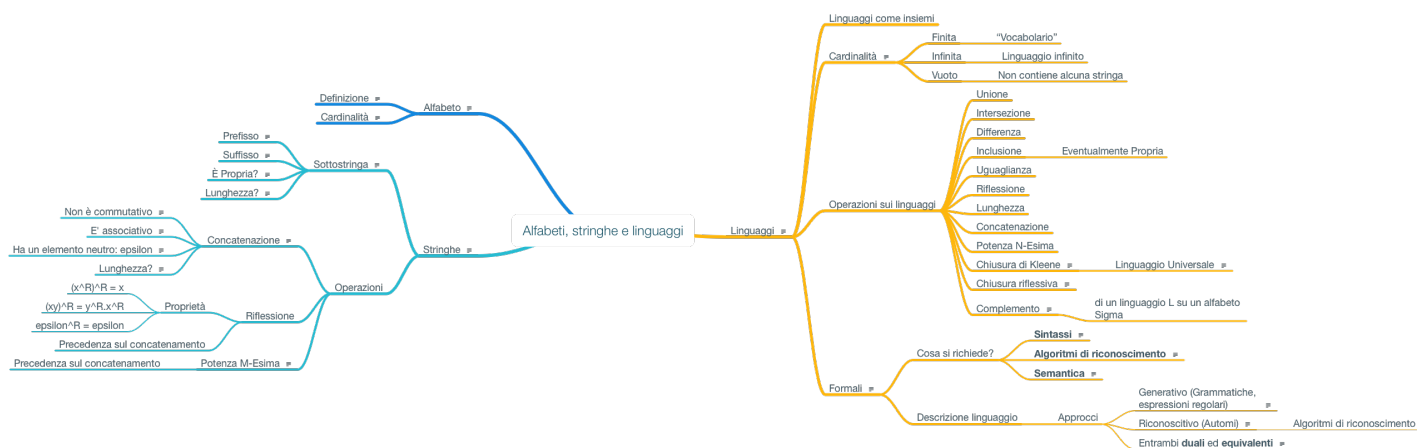 Alfabeti, stringhe e linguaggi
Alfabeto
Definizione
Cardinalità
Stringhe
Sottostringa
Prefisso
Suffisso
È Propria?
Lunghezza?
Operazioni
Concatenazione
Non è commutativo
E' associativo
Ha un elemento neutro: epsilon
Lunghezza?
Riflessione
Proprietà
(x^R)^R = x
(xy)^R = y^R.x^R
epsilon^R = epsilon
Precedenza sul concatenamento
Potenza M-Esima
Precedenza sul concatenamento
Linguaggi
Linguaggi come insiemi
Cardinalità
Finita
“Vocabolario”
Infinita
Linguaggio infinito
Vuoto
Non contiene alcuna stringa
Operazioni sui linguaggi
Unione
Intersezione
Differenza
Inclusione
Eventualmente Propria
Uguaglianza
Riflessione
Lunghezza
Concatenazione
Potenza N-Esima
Chiusura di Kleene
Linguaggio Universale
Chiusura riflessiva
Complemento
di un linguaggio L su un alfabeto
Sigma
Formali
Cosa si richiede?
Sintassi
Algoritmi di riconoscimento
Semantica
Descrizione linguaggio
Approcci
Generativo (Grammatiche,
espressioni regolari)
Riconoscitivo (Automi)
Algoritmi di riconoscimento
Entrambi duali ed equivalenti